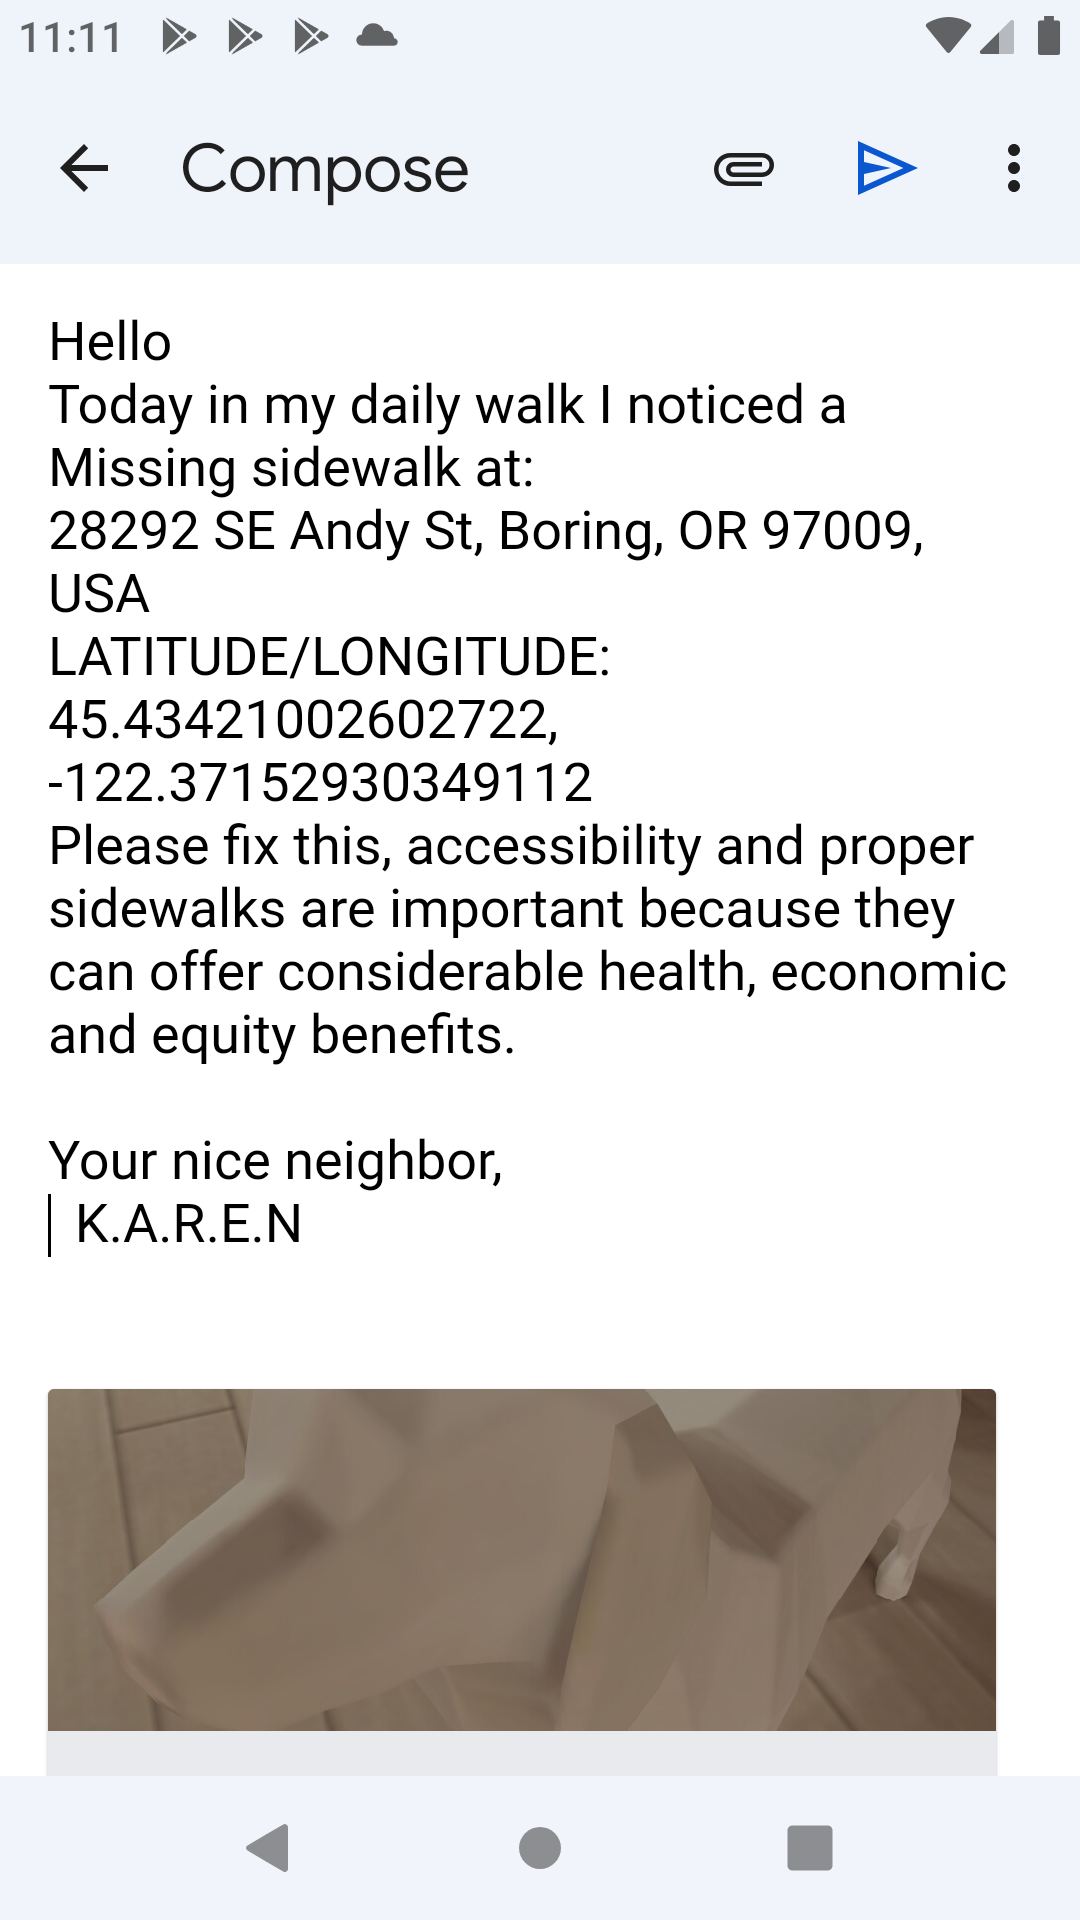 11:11
Compose
Hello
Today in my daily walk I noticed a
Missing sidewalk at:
28292 SE Andy St, Boring, OR 97009,
USA
LATITUDE/LONGITUDE:
45.43421002602722,
-122.37152930349112
Please fix this, accessibility and proper
sidewalks are important because they
can offer considerable health, economic
and equity benefits.
Your nice neighbor,
K.A.R.E.N